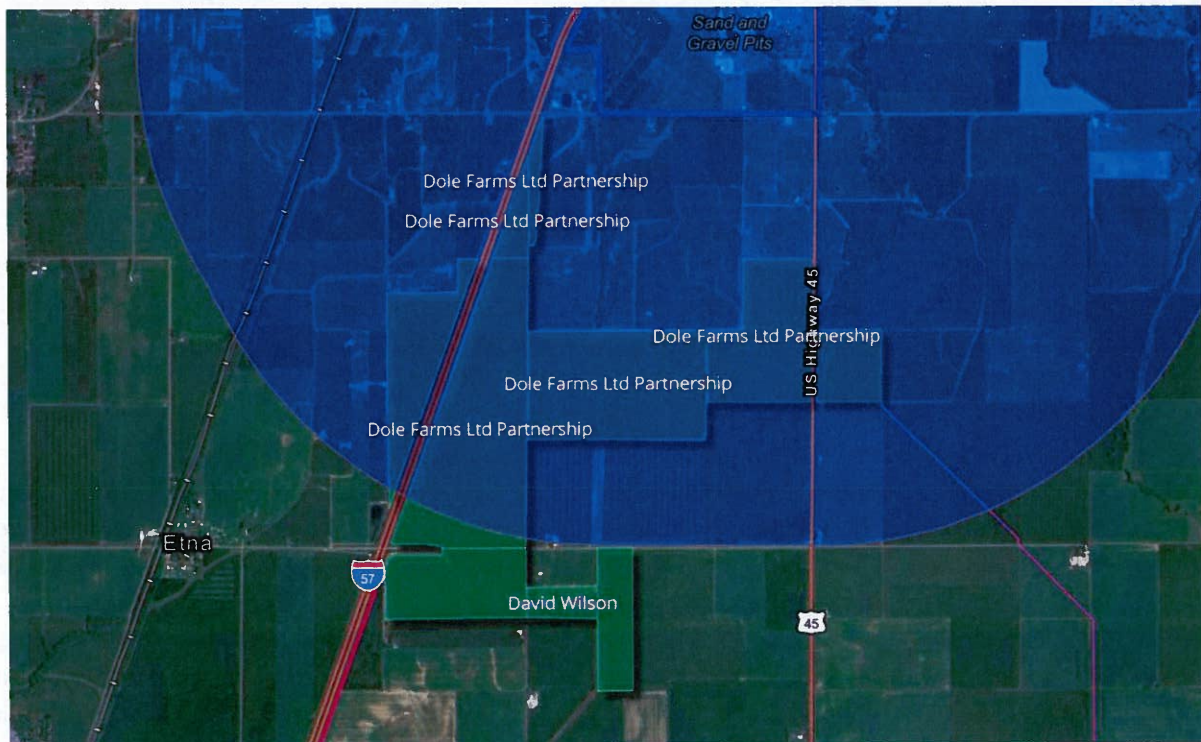 Sand and
Gravel Pits
Dole Farms Ltd Partnership
Dole Farms Ltd Partnership
US Highway 45
Dole Farms Ltd Partnership
Dole Farms Ltd Partnership
Dole Farms Ltd Partnership
Etna
57
David Wilson
45